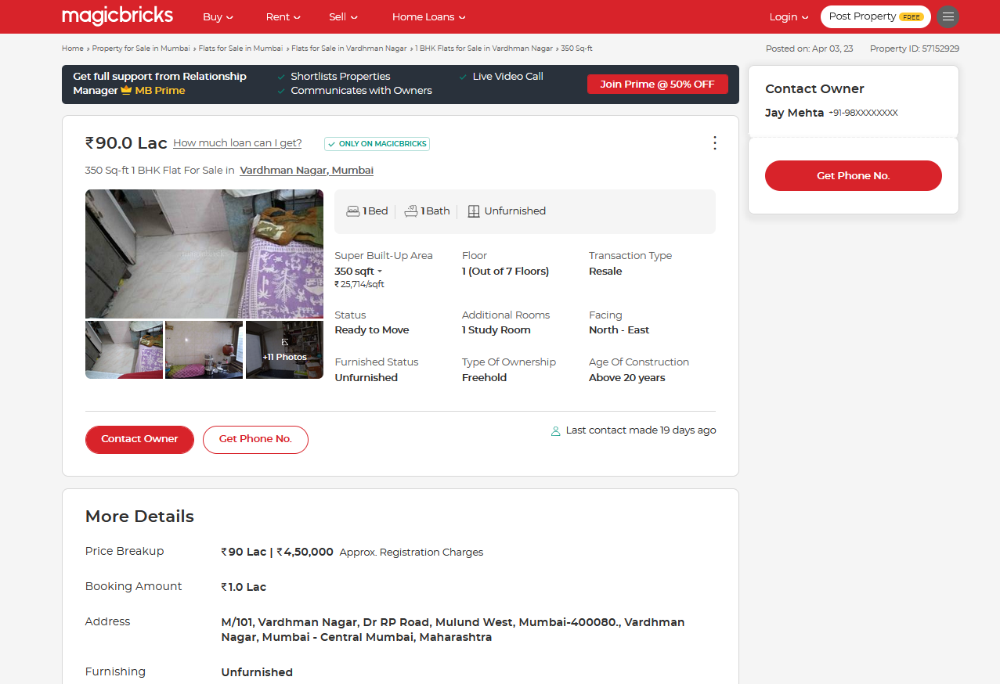 magicbricks
Buy Rent Sell Home Loans Login Post Property FREE
Home › Property for Sale in Mumbai › Flats for Sale in Mumbai › Flats for Sale in Vardhman Nagar › 1 BHK Flats for Sale in Vardhman Nagar › 350 Sq-ft
Posted on: Apr 03, 23 Property ID: 57152929
Get full support from Relationship
Manager MB Prime
Shortlists Properties
Communicates with Owners
Live Video Call
Join Prime @ 50% OFF
Contact Owner
Jay Mehta +91-98XXXXXXXX
Get Phone No.
₹90.0 Lac How much loan can I get? ONLY ON MAGICBRICKS
350 Sq-ft 1 BHK Flat For Sale in Vardhman Nagar, Mumbai
magicbricks
+11 Photos
1 Bed 1 Bath Unfurnished
Super Built-Up Area
350 sqft
₹25,714/sqft
Floor
1 (Out of 7 Floors)
Transaction Type
Resale
Status
Ready to Move
Additional Rooms
1 Study Room
Facing
North - East
Furnished Status
Unfurnished
Type Of Ownership
Freehold
Age Of Construction
Above 20 years
Contact Owner Get Phone No. Last contact made 19 days ago
More Details
Price Breakup ₹90 Lac | ₹4,50,000 Approx. Registration Charges
Booking Amount ₹1.0 Lac
Address M/101, Vardhman Nagar, Dr RP Road, Mulund West, Mumbai-400080., Vardhman
Nagar, Mumbai - Central Mumbai, Maharashtra
Furnishing Unfurnished